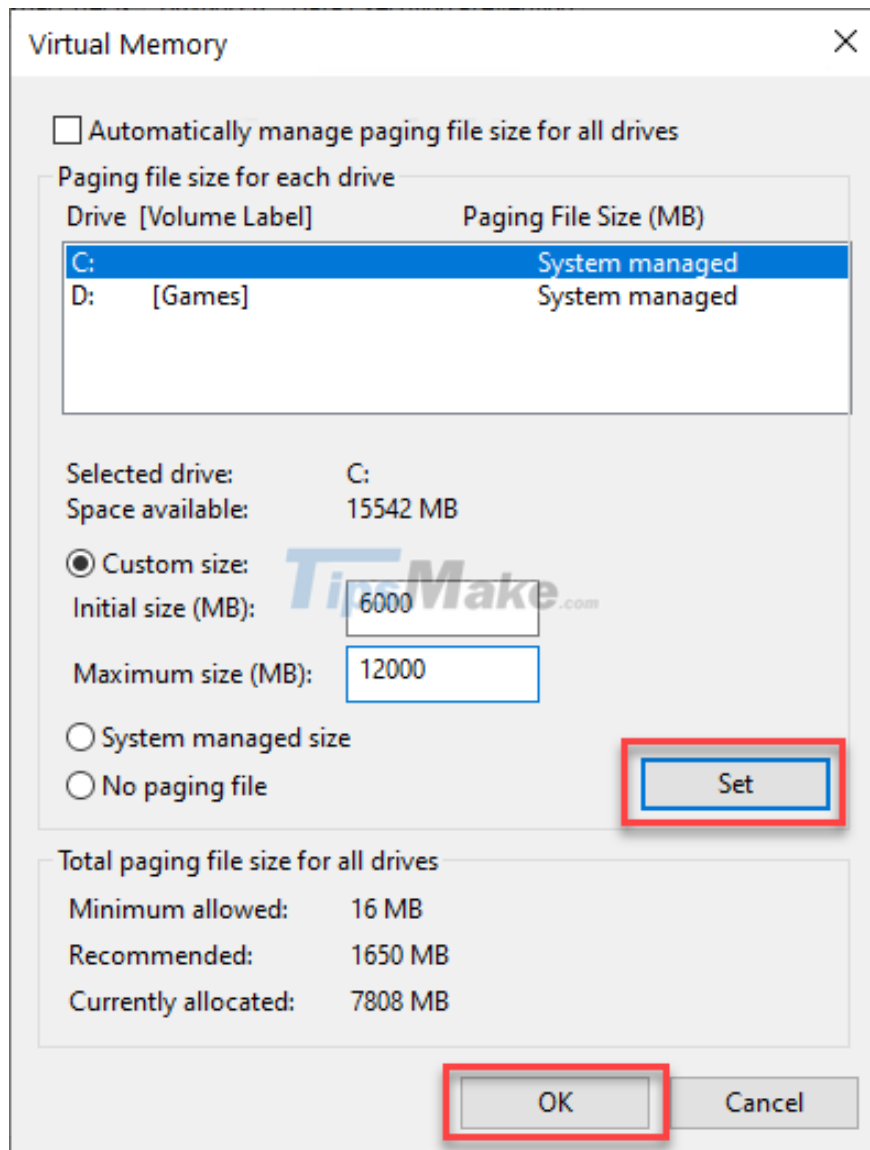 Virtual Memory
Automatically manage paging file size for all drives
Paging file size for each drive
Drive [Volume Label] Paging File Size (MB)
C: System managed
D: [Games] System managed
Selected drive: C:
Space available: 15542 MB
Custom size:
TipsMake.com
Initial size (MB): 6000
Maximum size (MB): 12000
System managed size
No paging file
Set
Total paging file size for all drives
Minimum allowed: 16 MB
Recommended: 1650 MB
Currently allocated: 7808 MB
OK Cancel